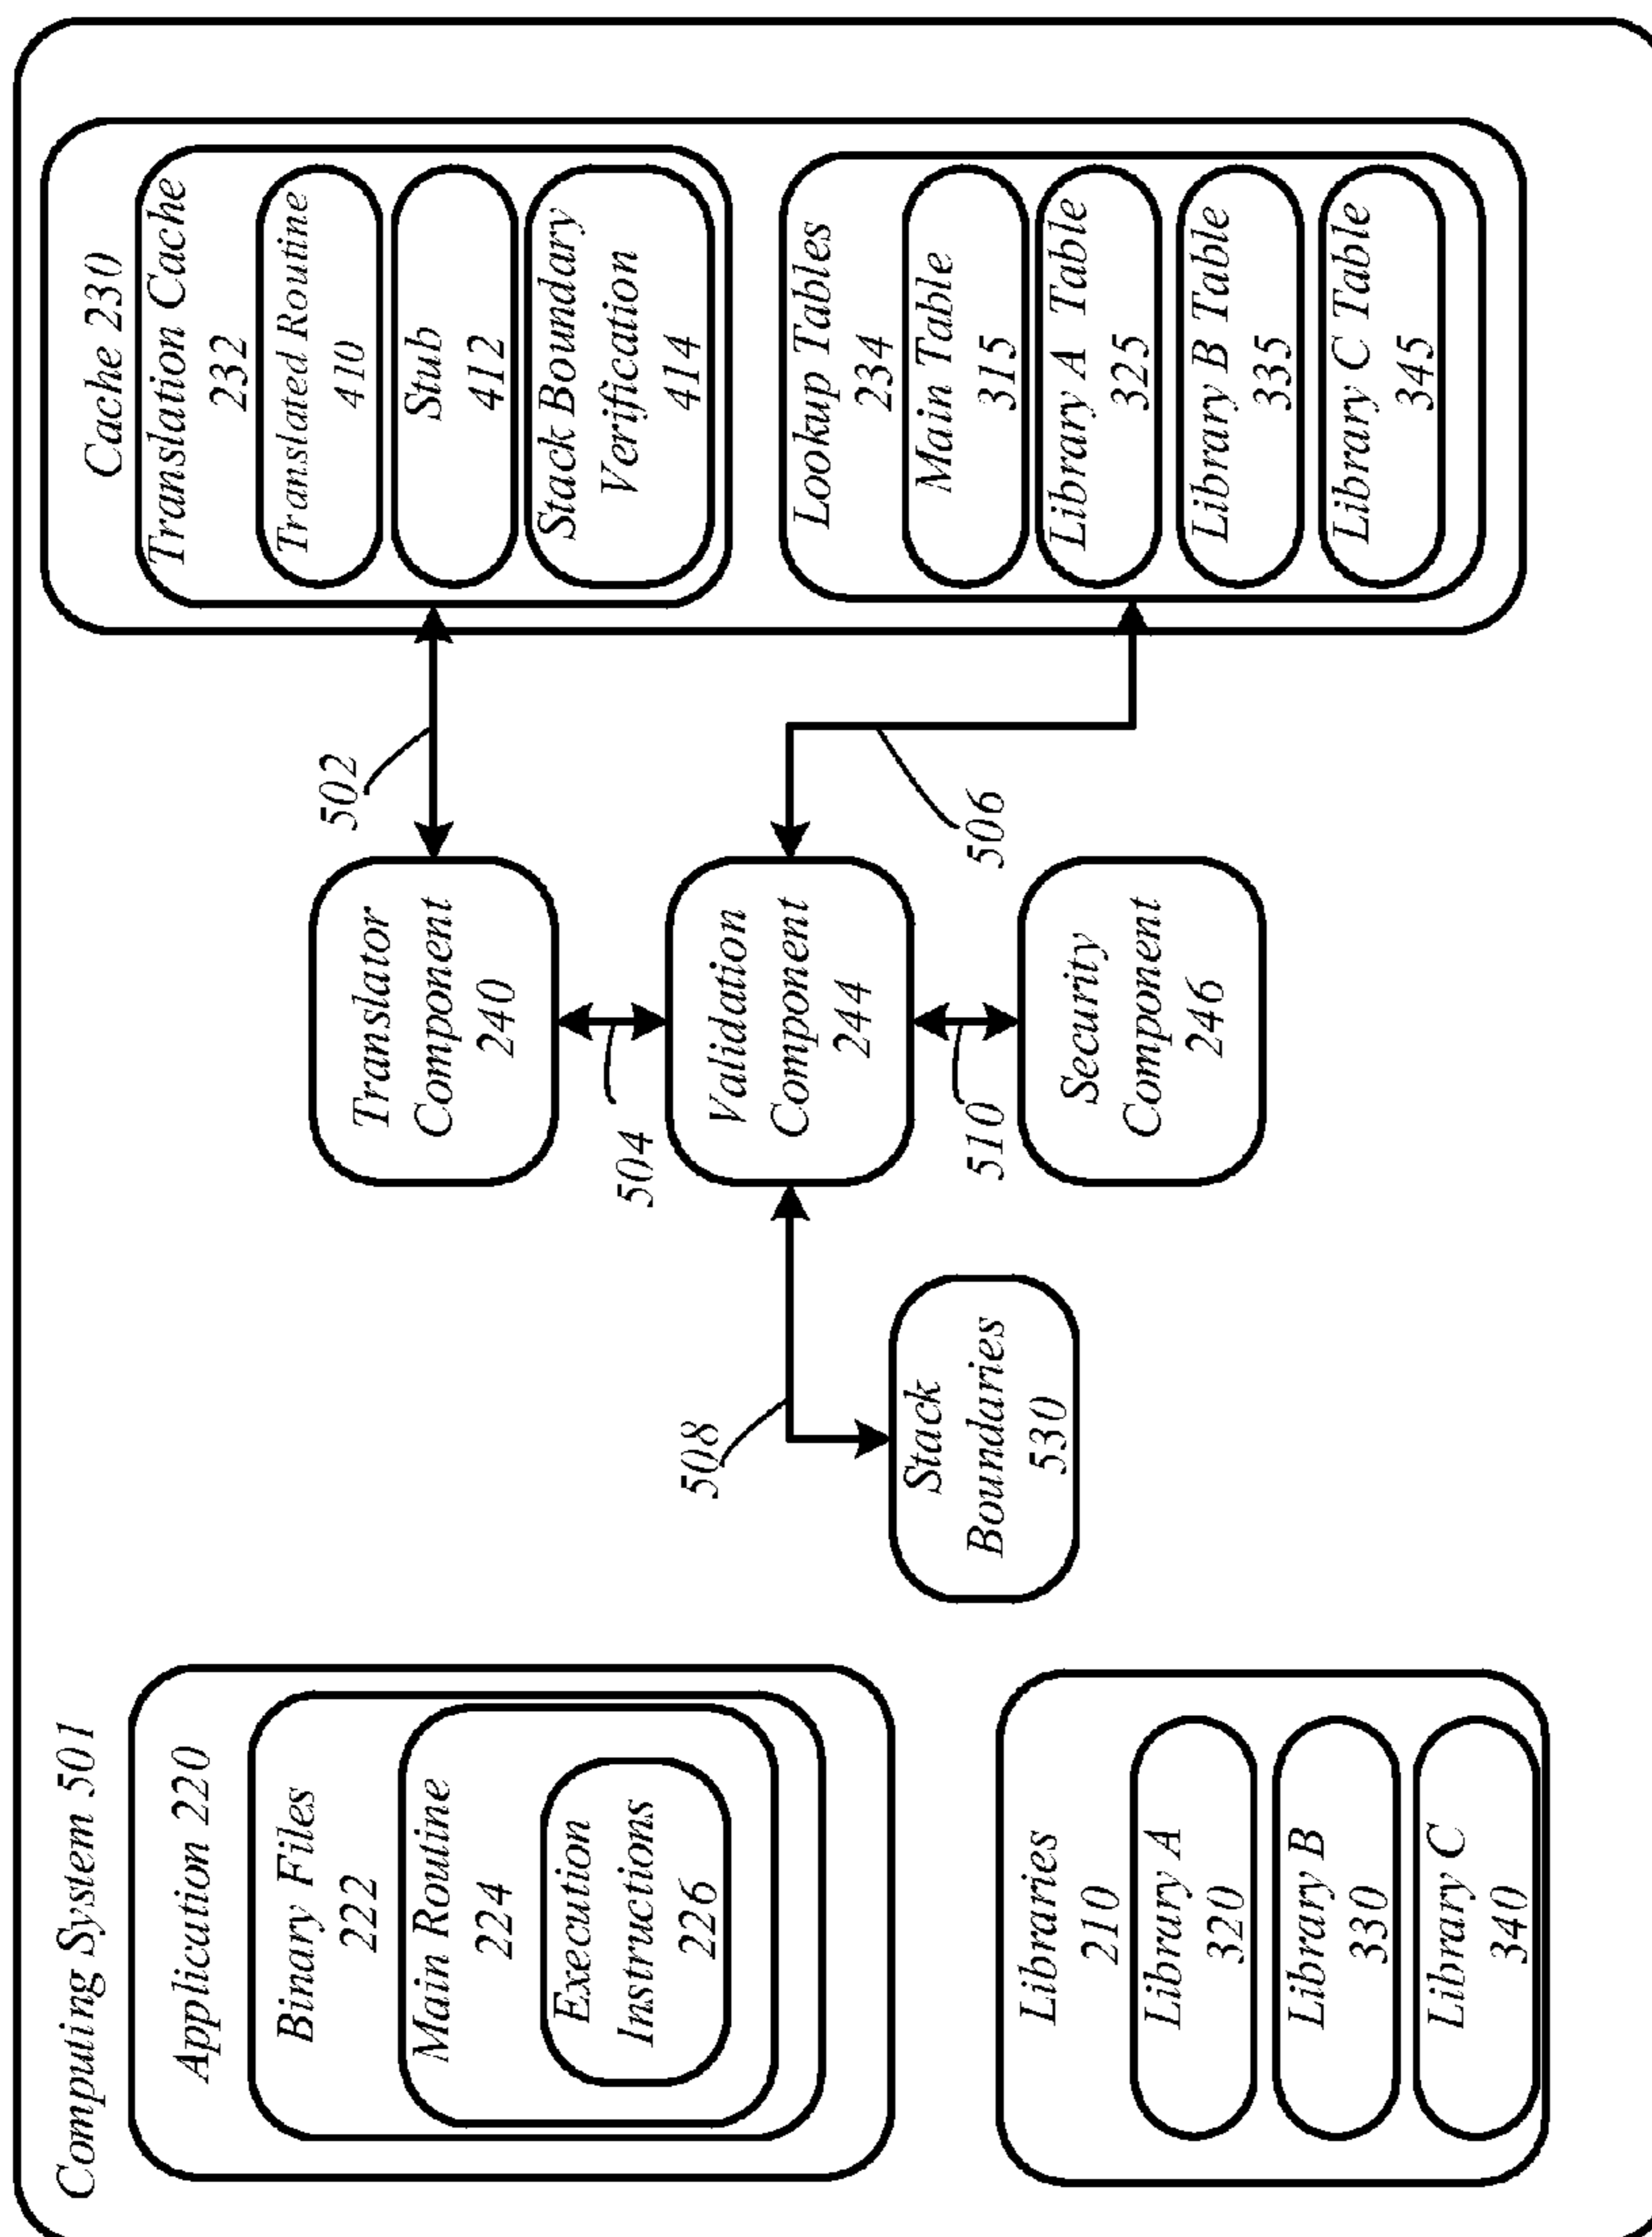 Computing System 501
Application 220
Binary Files
222
Main Routine
224
Execution
Instructions
226
Libraries
210
Library A
320
Library B
330
Library C
340
508
Stack
Boundaries
530
Translator
Component
240
504
Validation
Component
244
510
Security
Component
246
502
506
Cache 230
Translation Cache
232
Translated Routine
410
Stub
412
Stack Boundary
Verification
414
Lookup Tables
234
Main Table
315
Library A Table
325
Library B Table
335
Library C Table
345